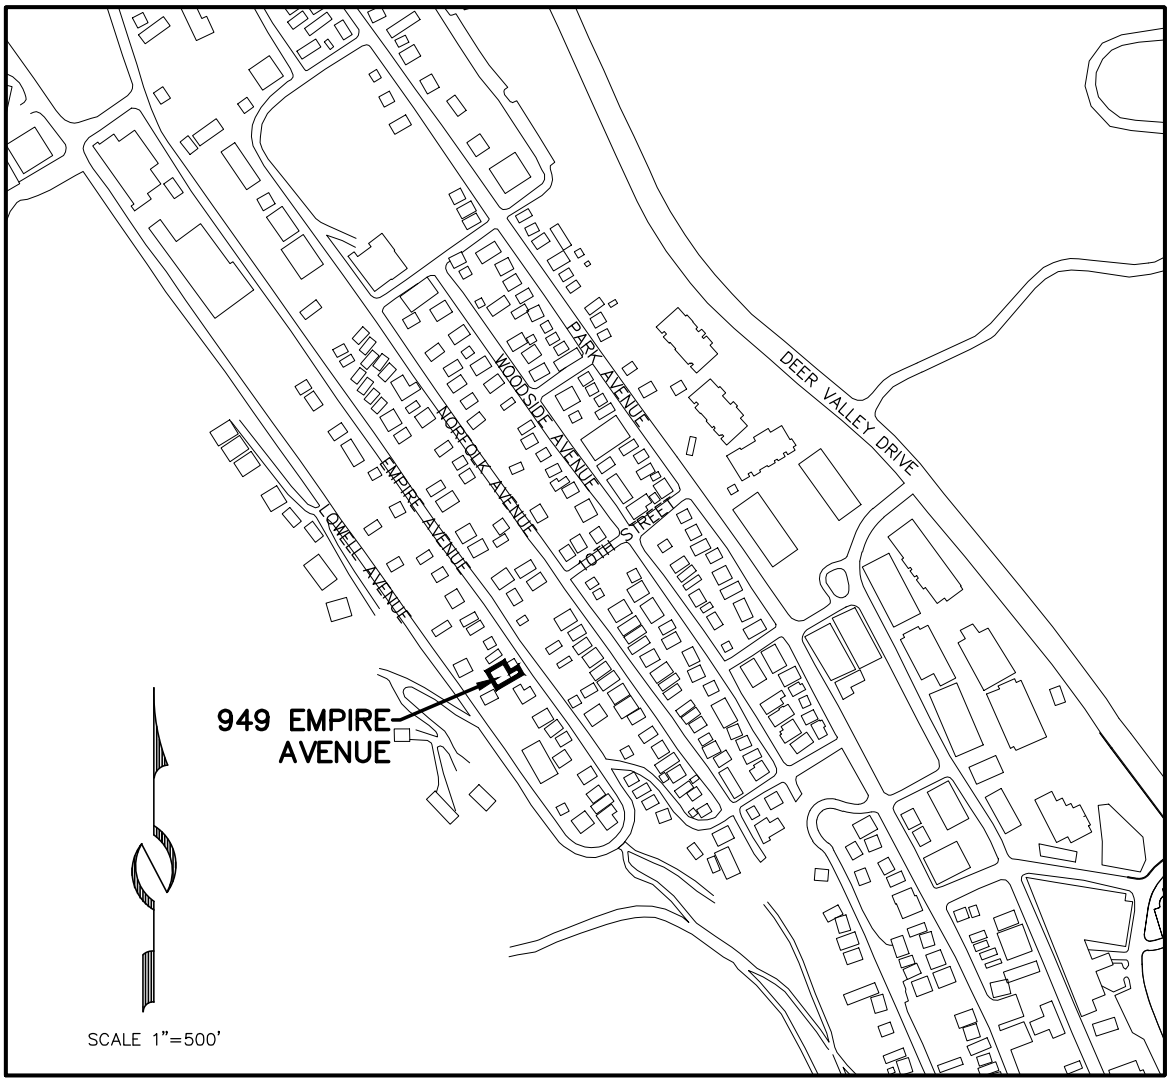 PARK AVENUE
DEER VALLEY DRIVE
WOODSIDE AVENUE
NORFOLK AVENUE
EMPIRE AVENUE
LOWELL AVENUE
10TH STREET
949 EMPIRE
AVENUE
SCALE 1"=500'